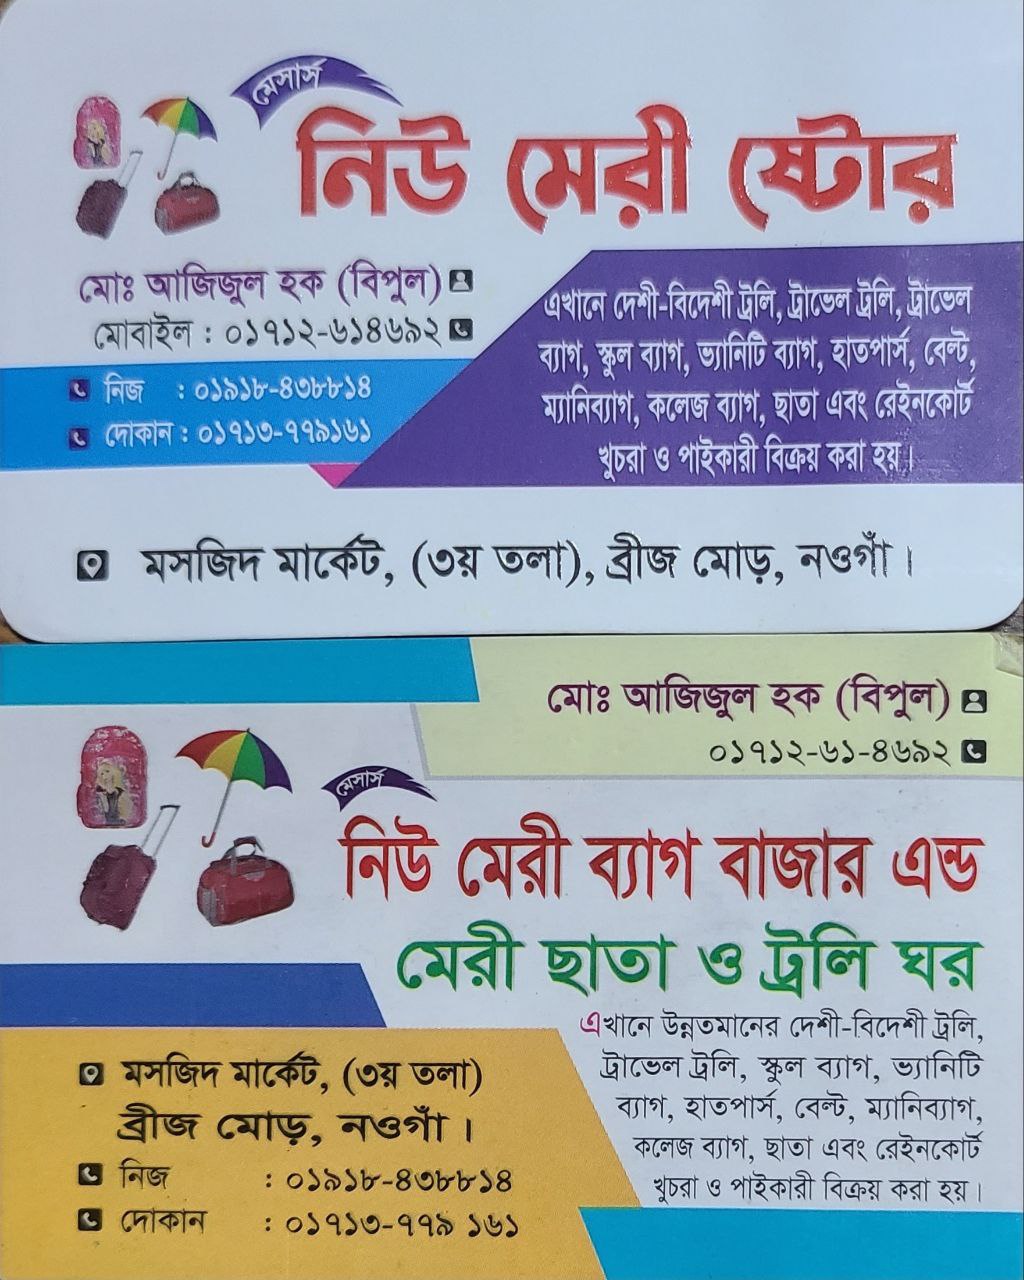 মেসার্স
নিউ মেরী ষ্টোর
মোঃ আজিজুল হক (বিপুল)
মোবাইল : ০১৭১২-৬১৪৬৯২
নিজ : ০১৯১৮-৪৩৮৮১৪
দোকান : ০১৭১৩-৭৭৯১৬১
এখানে দেশী-বিদেশী ট্রলি, ট্রাভেল ট্রলি, ট্রাভেল
ব্যাগ, স্কুল ব্যাগ, ভ্যানিটি ব্যাগ, হাতপার্স, বেল্ট,
ম্যানিব্যাগ, কলেজ ব্যাগ, ছাতা এবং রেইনকোর্ট
খুচরা ও পাইকারী বিক্রয় করা হয়।
মসজিদ মার্কেট, (৩য় তলা), ব্রীজ মোড়, নওগাঁ।
মোঃ আজিজুল হক (বিপুল)
০১৭১২-৬১-৪৬৯২
মেসার্স
নিউ মেরী ব্যাগ বাজার এন্ড
মেরী ছাতা ও ট্রলি ঘর
এখানে উন্নতমানের দেশী-বিদেশী ট্রলি,
ট্রাভেল ট্রলি, স্কুল ব্যাগ, ভ্যানিটি
ব্যাগ, হাতপার্স, বেল্ট, ম্যানিব্যাগ,
কলেজ ব্যাগ, ছাতা এবং রেইনকোর্ট
খুচরা ও পাইকারী বিক্রয় করা হয়।
মসজিদ মার্কেট, (৩য় তলা)
ব্রীজ মোড়, নওগাঁ।
নিজ : ০১৯১৮-৪৩৮৮১৪
দোকান : ০১৭১৩-৭৭৯ ১৬১